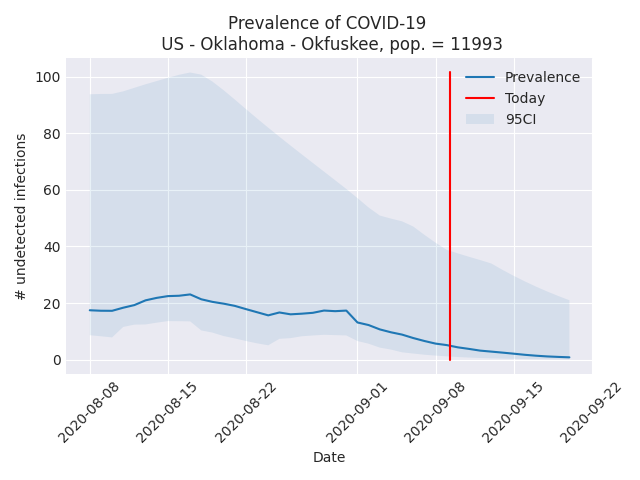 Prevalence of COVID-19
US - Oklahoma - Okfuskee, pop. = 11993
Prevalence
Today
95CI
# undetected infections
100
80
60
40
20
0
2020-08-08
2020-08-15
2020-08-22
2020-09-01
2020-09-08
2020-09-15
2020-09-22
Date